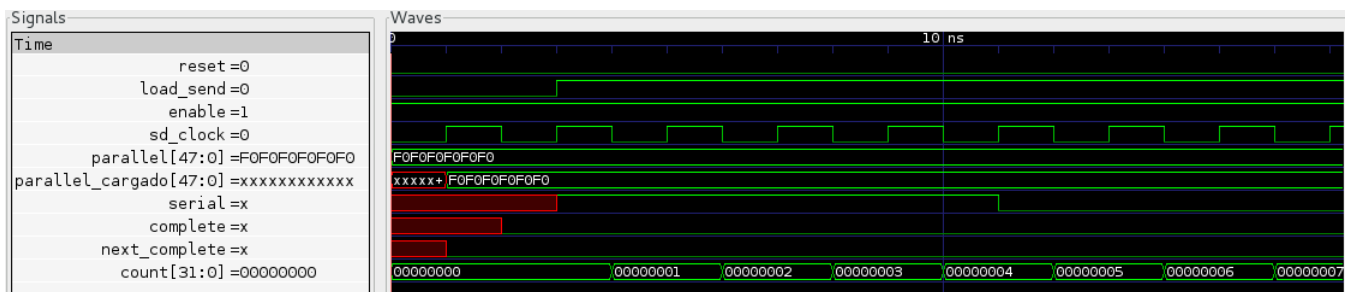 Signals
Waves
Time
0
10 ns
reset =0
load_send =0
enable =1
sd_clock =0
parallel[47:0] =F0F0F0F0F0F0
F0F0F0F0F0F0
parallel_cargado[47:0] =xxxxxxxxxxxx
xxxxx+ F0F0F0F0F0F0
serial =x
complete =x
next_complete =x
count[31:0] =00000000
00000000 00000001 00000002 00000003 00000004 00000005 00000006 00000007